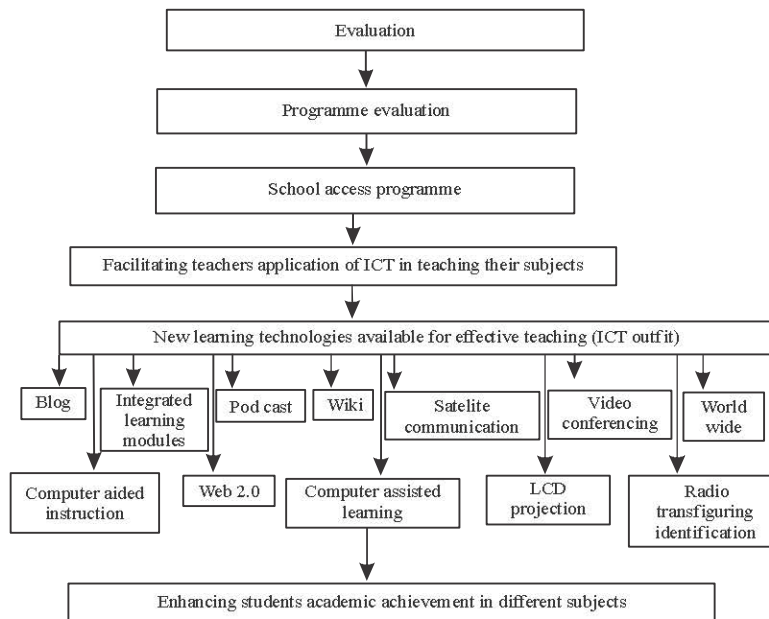 Evaluation
Programme evaluation
School access programme
Facilitating teachers application of ICT in teaching their subjects
New learning technologies available for effective teaching (ICT outfit)
Blog
Integrated
learning
modules
Pod cast
Wiki
Satelite
communication
Video
conferencing
World
wide
Computer aided
instruction
Web 2.0
Computer assisted
learning
LCD
projection
Radio
transfiguring
identification
Enhancing students academic achievement in different subjects